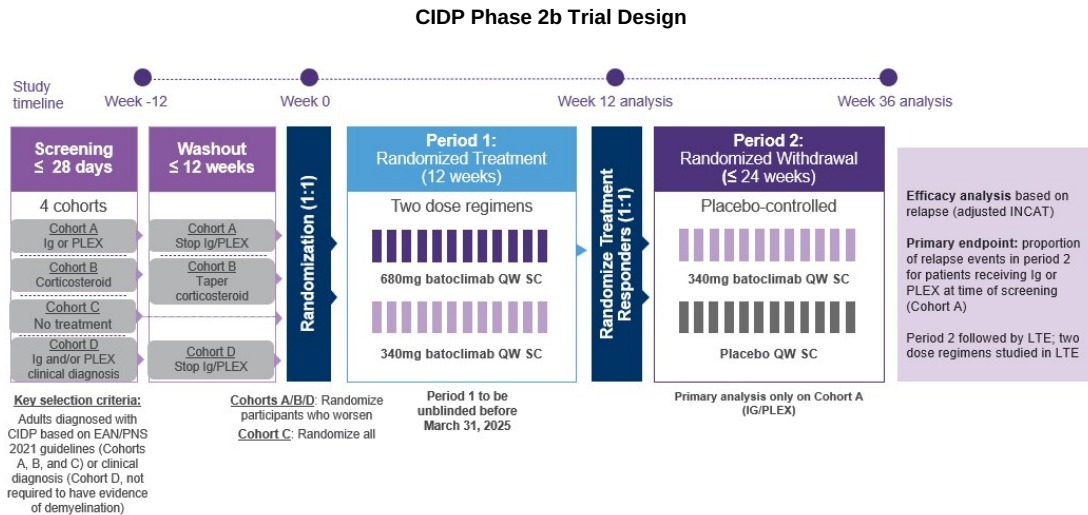 CIDP Phase 2b Trial Design
Study
timeline
Week -12
Week 0
Week 12 analysis
Week 36 analysis
Screening
≤ 28 days
4 cohorts
Cohort A
Ig or PLEX
Cohort B
Corticosteroid
Cohort C
No treatment
Cohort D
Ig and/or PLEX
clinical diagnosis
Washout
≤ 12 weeks
Cohort A
Stop Ig/PLEX
Cohort B
Taper
corticosteroid
Cohort D
Stop Ig/PLEX
Randomization (1:1)
Period 1:
Randomized Treatment
(12 weeks)
Two dose regimens
680mg batoclimab QW SC
340mg batoclimab QW SC
Randomize Treatment
Responders (1:1)
Period 2:
Randomized Withdrawal
(≤ 24 weeks)
Placebo-controlled
340mg batoclimab QW SC
Placebo QW SC
Efficacy analysis based on
relapse (adjusted INCAT)
Primary endpoint: proportion
of relapse events in period 2
for patients receiving Ig or
PLEX at time of screening
(Cohort A)
Period 2 followed by LTE; two
dose regimens studied in LTE
Key selection criteria:
Adults diagnosed with
CIDP based on EAN/PNS
2021 guidelines (Cohorts
A, B, and C) or clinical
diagnosis (Cohort D, not
required to have evidence
of demyelination)
Cohorts A/B/D: Randomize
participants who worsen
Cohort C: Randomize all
Period 1 to be
unblinded before
March 31, 2025
Primary analysis only on Cohort A
(IG/PLEX)